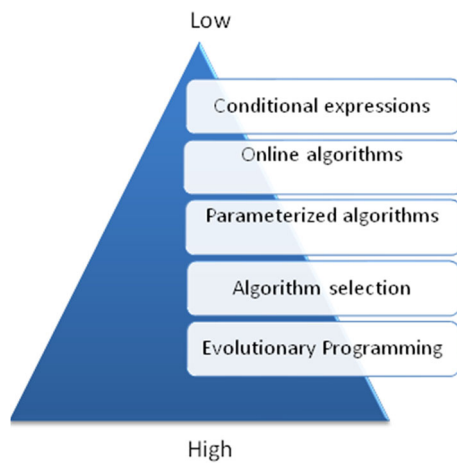 Low
Conditional expressions
Online algorithms
Parameterized algorithms
Algorithm selection
Evolutionary Programming
High